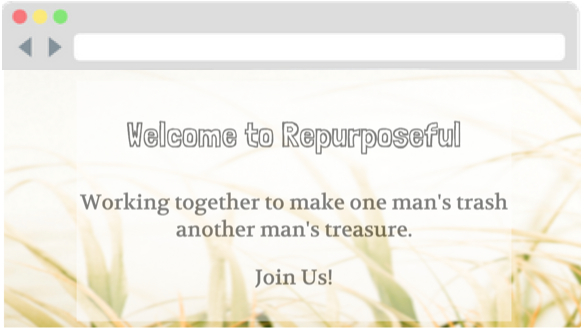 Welcome to Repurposeful
Working together to make one man's trash
another man's treasure.
Join Us!